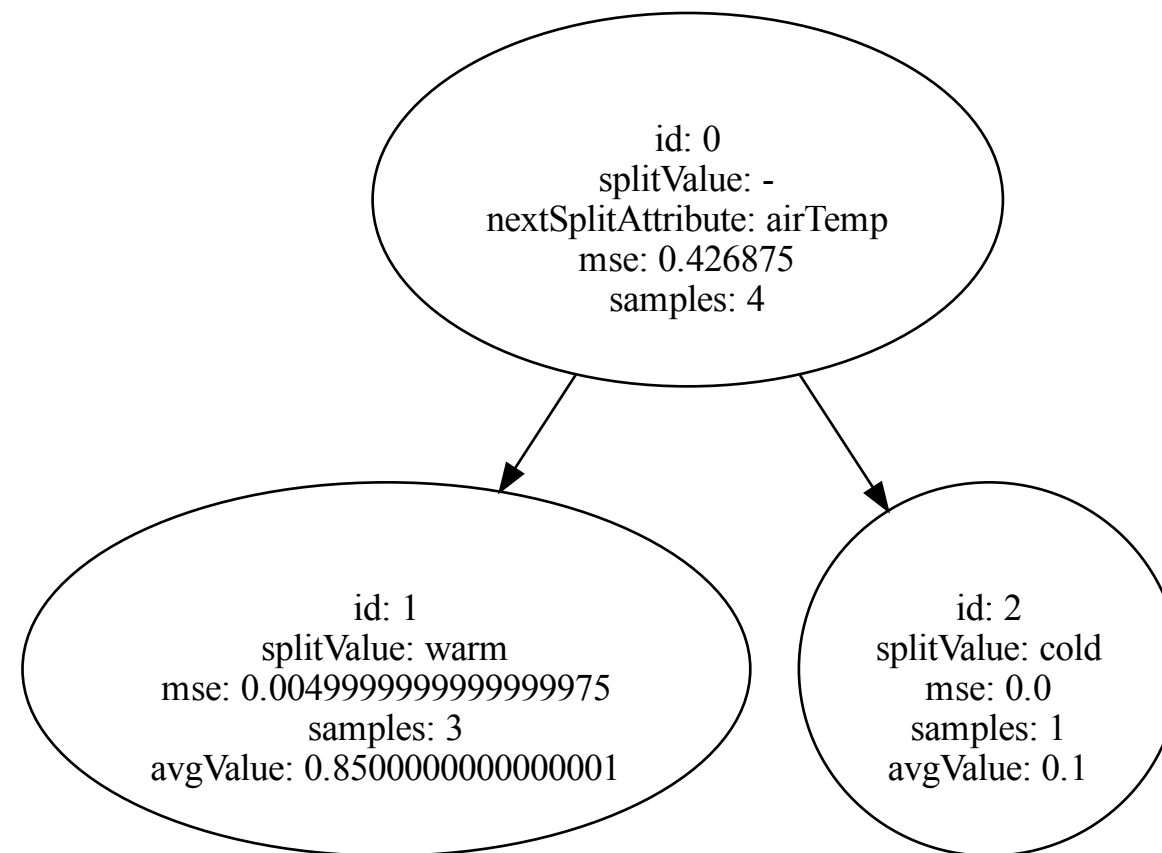 id: 0
splitValue: -
nextSplitAttribute: airTemp
mse: 0.426875
samples: 4
id: 1
splitValue: warm
mse: 0.0049999999999999975
samples: 3
avgValue: 0.8500000000000001
id: 2
splitValue: cold
mse: 0.0
samples: 1
avgValue: 0.1